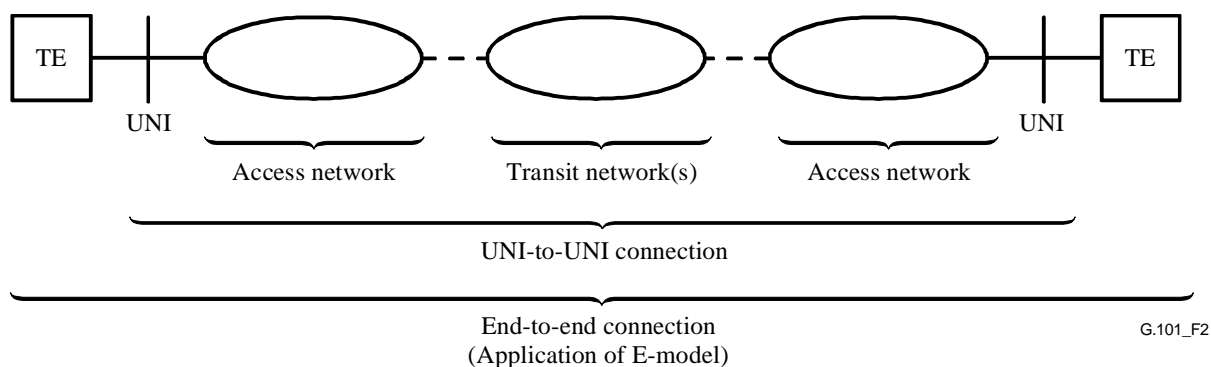 TE
TE
UNI
UNI
Access network
Transit network(s)
Access network
UNI-to-UNI connection
End-to-end connection
(Application of E-model)
G.101_F2